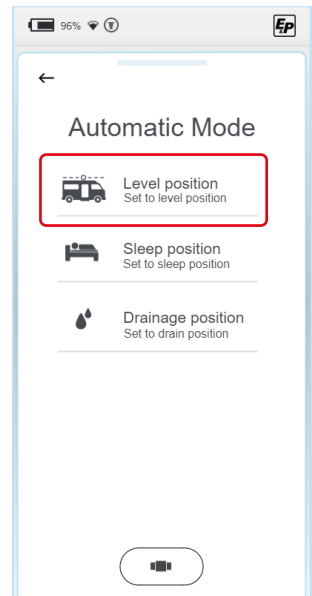 96% T EP
Automatic Mode
Level position
Set to level position
Sleep position
Set to sleep position
Drainage position
Set to drain position